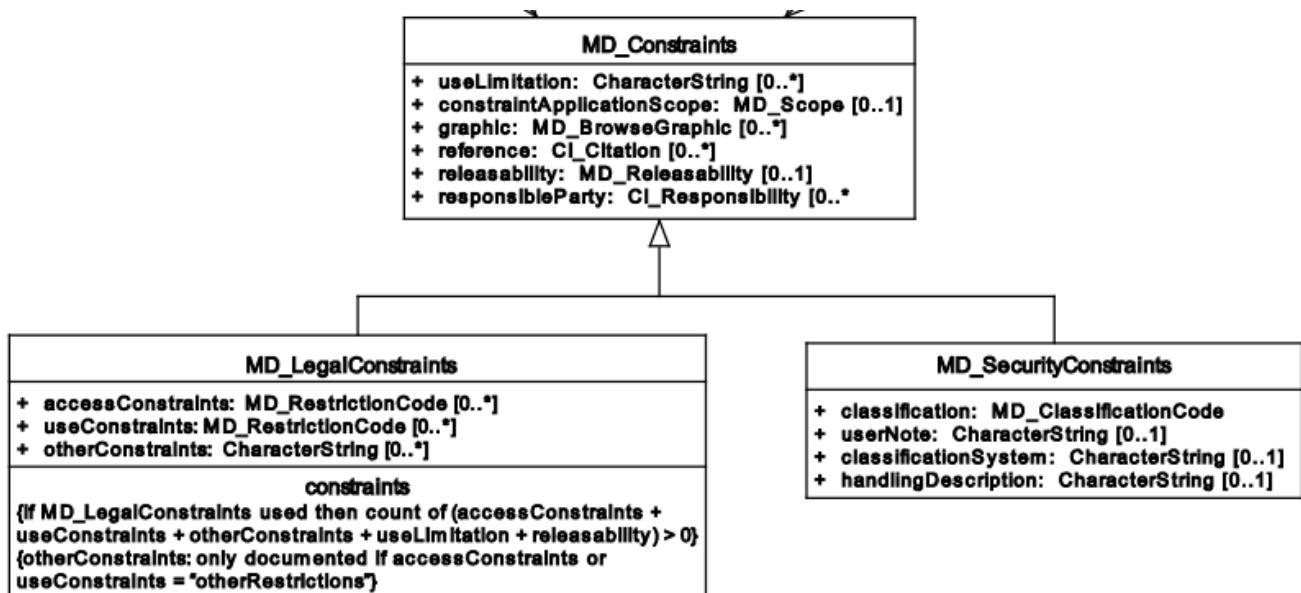 MD_Constraints
+ useLimitation: CharacterString [0..*]
+ constraintApplicationScope: MD_Scope [0..1]
+ graphic: MD_BrowseGraphic [0..*]
+ reference: CI_Citation [0..*]
+ releasability: MD_Releasability [0..1]
+ responsibleParty: CI_Responsibility [0..*
MD_LegalConstraints
+ accessConstraints: MD_RestrictionCode [0..*]
+ useConstraints: MD_RestrictionCode [0..*]
+ otherConstraints: CharacterString [0..*]
constraints
{If MD_LegalConstraints used then count of (accessConstraints +
useConstraints + otherConstraints + useLimitation + releasability) > 0}
{otherConstraints: only documented if accessConstraints or
useConstraints = "otherRestrictions"}
MD_SecurityConstraints
+ classification: MD_ClassificationCode
+ userNote: CharacterString [0..1]
+ classificationSystem: CharacterString [0..1]
+ handlingDescription: CharacterString [0..1]